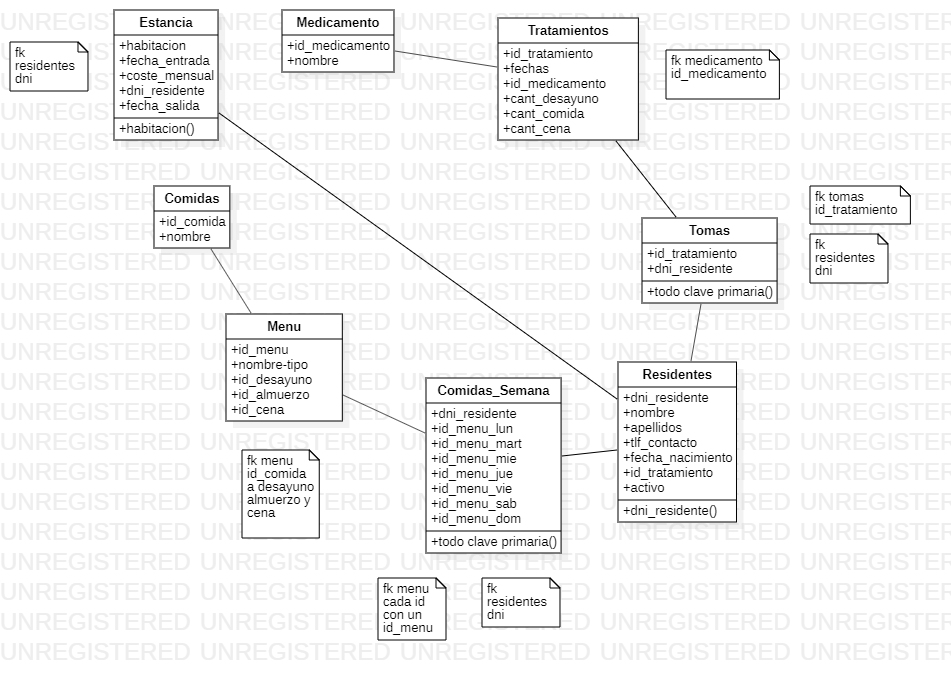 Estancia
+habitacion
+fecha_entrada
+coste_mensual
+dni_residente
+fecha_salida
+habitacion()
fk
residentes
dni
Medicamento
+id_medicamento
+nombre
Tratamientos
+id_tratamiento
+fechas
+id_medicamento
+cant_desayuno
+cant_comida
+cant_cena
fk medicamento
id_medicamento
Comidas
+id_comida
+nombre
Tomas
+id_tratamiento
+dni_residente
+todo clave primaria()
fk tomas
id_tratamiento
fk
residentes
dni
Menu
+id_menu
+nombre-tipo
+id_desayuno
+id_almuerzo
+id_cena
Comidas_Semana
+dni_residente
+id_menu_lun
+id_menu_mart
+id_menu_mie
+id_menu_jue
+id_menu_vie
+id_menu_sab
+id_menu_dom
+todo clave primaria()
Residentes
+dni_residente
+nombre
+apellidos
+tlf_contacto
+fecha_nacimiento
+id_tratamiento
+activo
+dni_residente()
fk menu
id_comida
a desayuno
almuerzo y
cena
fk menu
cada id
con un
id_menu
fk
residentes
dni
UNREGISTERED UNREGISTERED UNREGISTERED UNREGISTERED UNREGISTERED